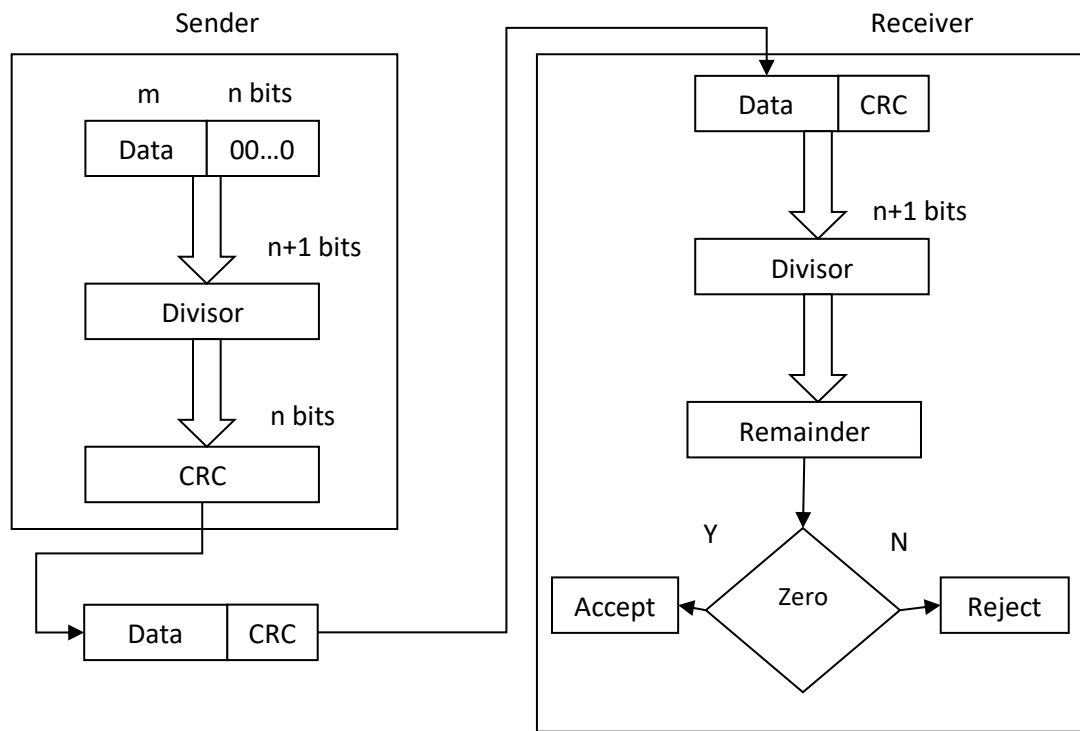 Sender
m
n bits
Data
00...0
n+1 bits
Divisor
n bits
CRC
Data
CRC
Receiver
Data
CRC
n+1 bits
Divisor
Remainder
Y
N
Zero
Accept
Reject